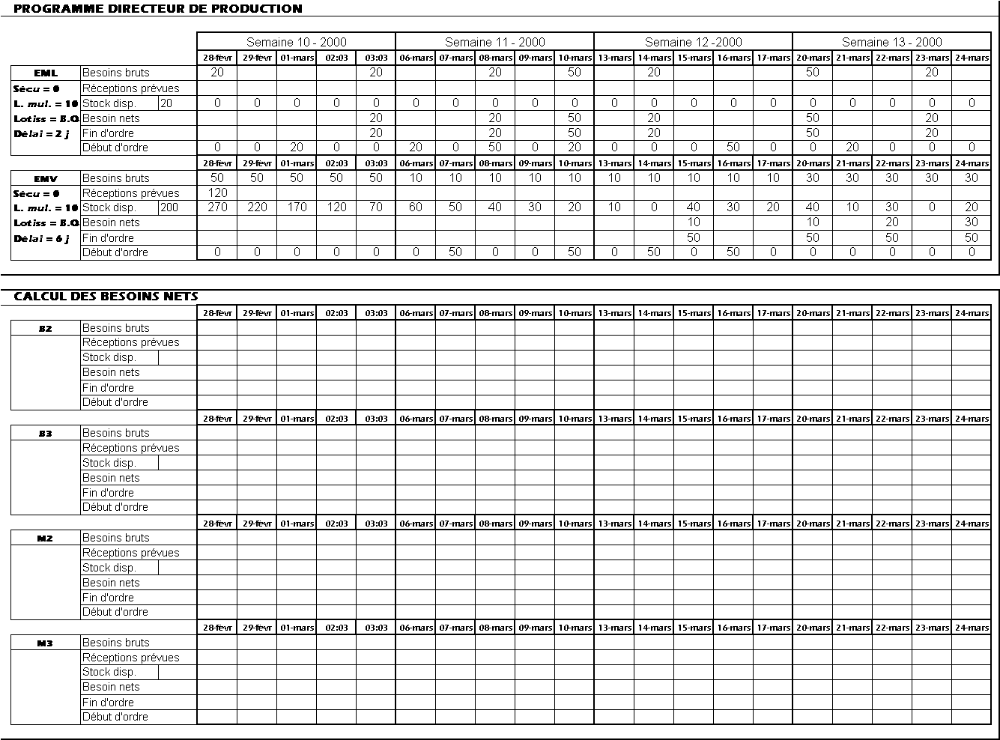 PROGRAMME DIRECTEUR DE PRODUCTION
Semaine 10 - 2000 Semaine 11 - 2000 Semaine 12 -2000 Semaine 13 - 2000
28-févr 29-févr 01-mars 02:03 03:03 06-mars 07-mars 08-mars 09-mars 10-mars 13-mars 14-mars 15-mars 16-mars 17-mars 20-mars 21-mars 22-mars 23-mars 24-mars
EML Besoins bruts 20 20 20 50 20 50 20
Sécu = 0 Réceptions prévues
L. mul. = 10 Stock disp. 20 0 0 0 0 0 0 0 0 0 0 0 0 0 0 0 0 0 0 0 0
Lotiss = B.O Besoin nets 20 20 50 20 50 20
Délai = 2 j Fin d'ordre 20 20 50 20 50 20
Début d'ordre 0 0 20 0 0 20 0 50 0 20 0 0 0 50 0 0 20 0 0 0
28-févr 29-févr 01-mars 02:03 03:03 06-mars 07-mars 08-mars 09-mars 10-mars 13-mars 14-mars 15-mars 16-mars 17-mars 20-mars 21-mars 22-mars 23-mars 24-mars
EMV Besoins bruts 50 50 50 50 50 10 10 10 10 10 10 10 10 10 10 30 30 30 30 30
Sécu = 0 Réceptions prévues 120
L. mul. = 10 Stock disp. 200 270 220 170 120 70 60 50 40 30 20 10 0 40 30 20 40 10 30 0 20
Lotiss = B.O Besoin nets 10 10 20 30
Délai = 6 j Fin d'ordre 50 50 50 50
Début d'ordre 0 0 0 0 0 0 50 0 0 50 0 50 0 50 0 0 0 0 0 0
CALCUL DES BESOINS NETS
28-févr 29-févr 01-mars 02:03 03:03 06-mars 07-mars 08-mars 09-mars 10-mars 13-mars 14-mars 15-mars 16-mars 17-mars 20-mars 21-mars 22-mars 23-mars 24-mars
B2 Besoins bruts
Réceptions prévues
Stock disp.
Besoin nets
Fin d'ordre
Début d'ordre
28-févr 29-févr 01-mars 02:03 03:03 06-mars 07-mars 08-mars 09-mars 10-mars 13-mars 14-mars 15-mars 16-mars 17-mars 20-mars 21-mars 22-mars 23-mars 24-mars
B3 Besoins bruts
Réceptions prévues
Stock disp.
Besoin nets
Fin d'ordre
Début d'ordre
28-févr 29-févr 01-mars 02:03 03:03 06-mars 07-mars 08-mars 09-mars 10-mars 13-mars 14-mars 15-mars 16-mars 17-mars 20-mars 21-mars 22-mars 23-mars 24-mars
M2 Besoins bruts
Réceptions prévues
Stock disp.
Besoin nets
Fin d'ordre
Début d'ordre
28-févr 29-févr 01-mars 02:03 03:03 06-mars 07-mars 08-mars 09-mars 10-mars 13-mars 14-mars 15-mars 16-mars 17-mars 20-mars 21-mars 22-mars 23-mars 24-mars
M3 Besoins bruts
Réceptions prévues
Stock disp.
Besoin nets
Fin d'ordre
Début d'ordre